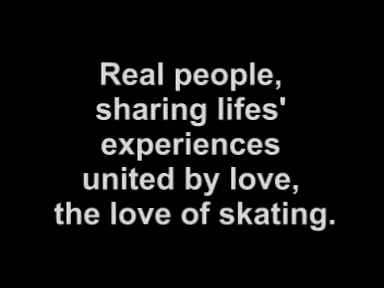 Real people,
sharing lifes'
experiences
united by love,
the love of skating.